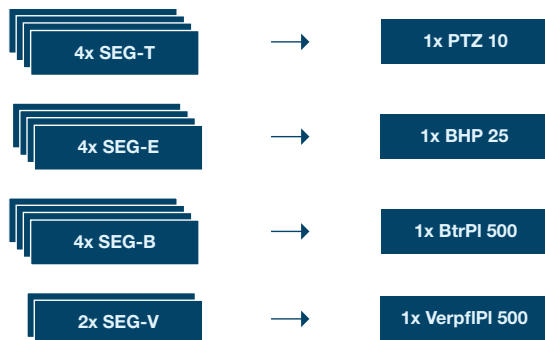 4x SEG-T
1x PTZ 10
4x SEG-E
1x BHP 25
4x SEG-B
1x BtrPl 500
2x SEG-V
1x VerpflPl 500